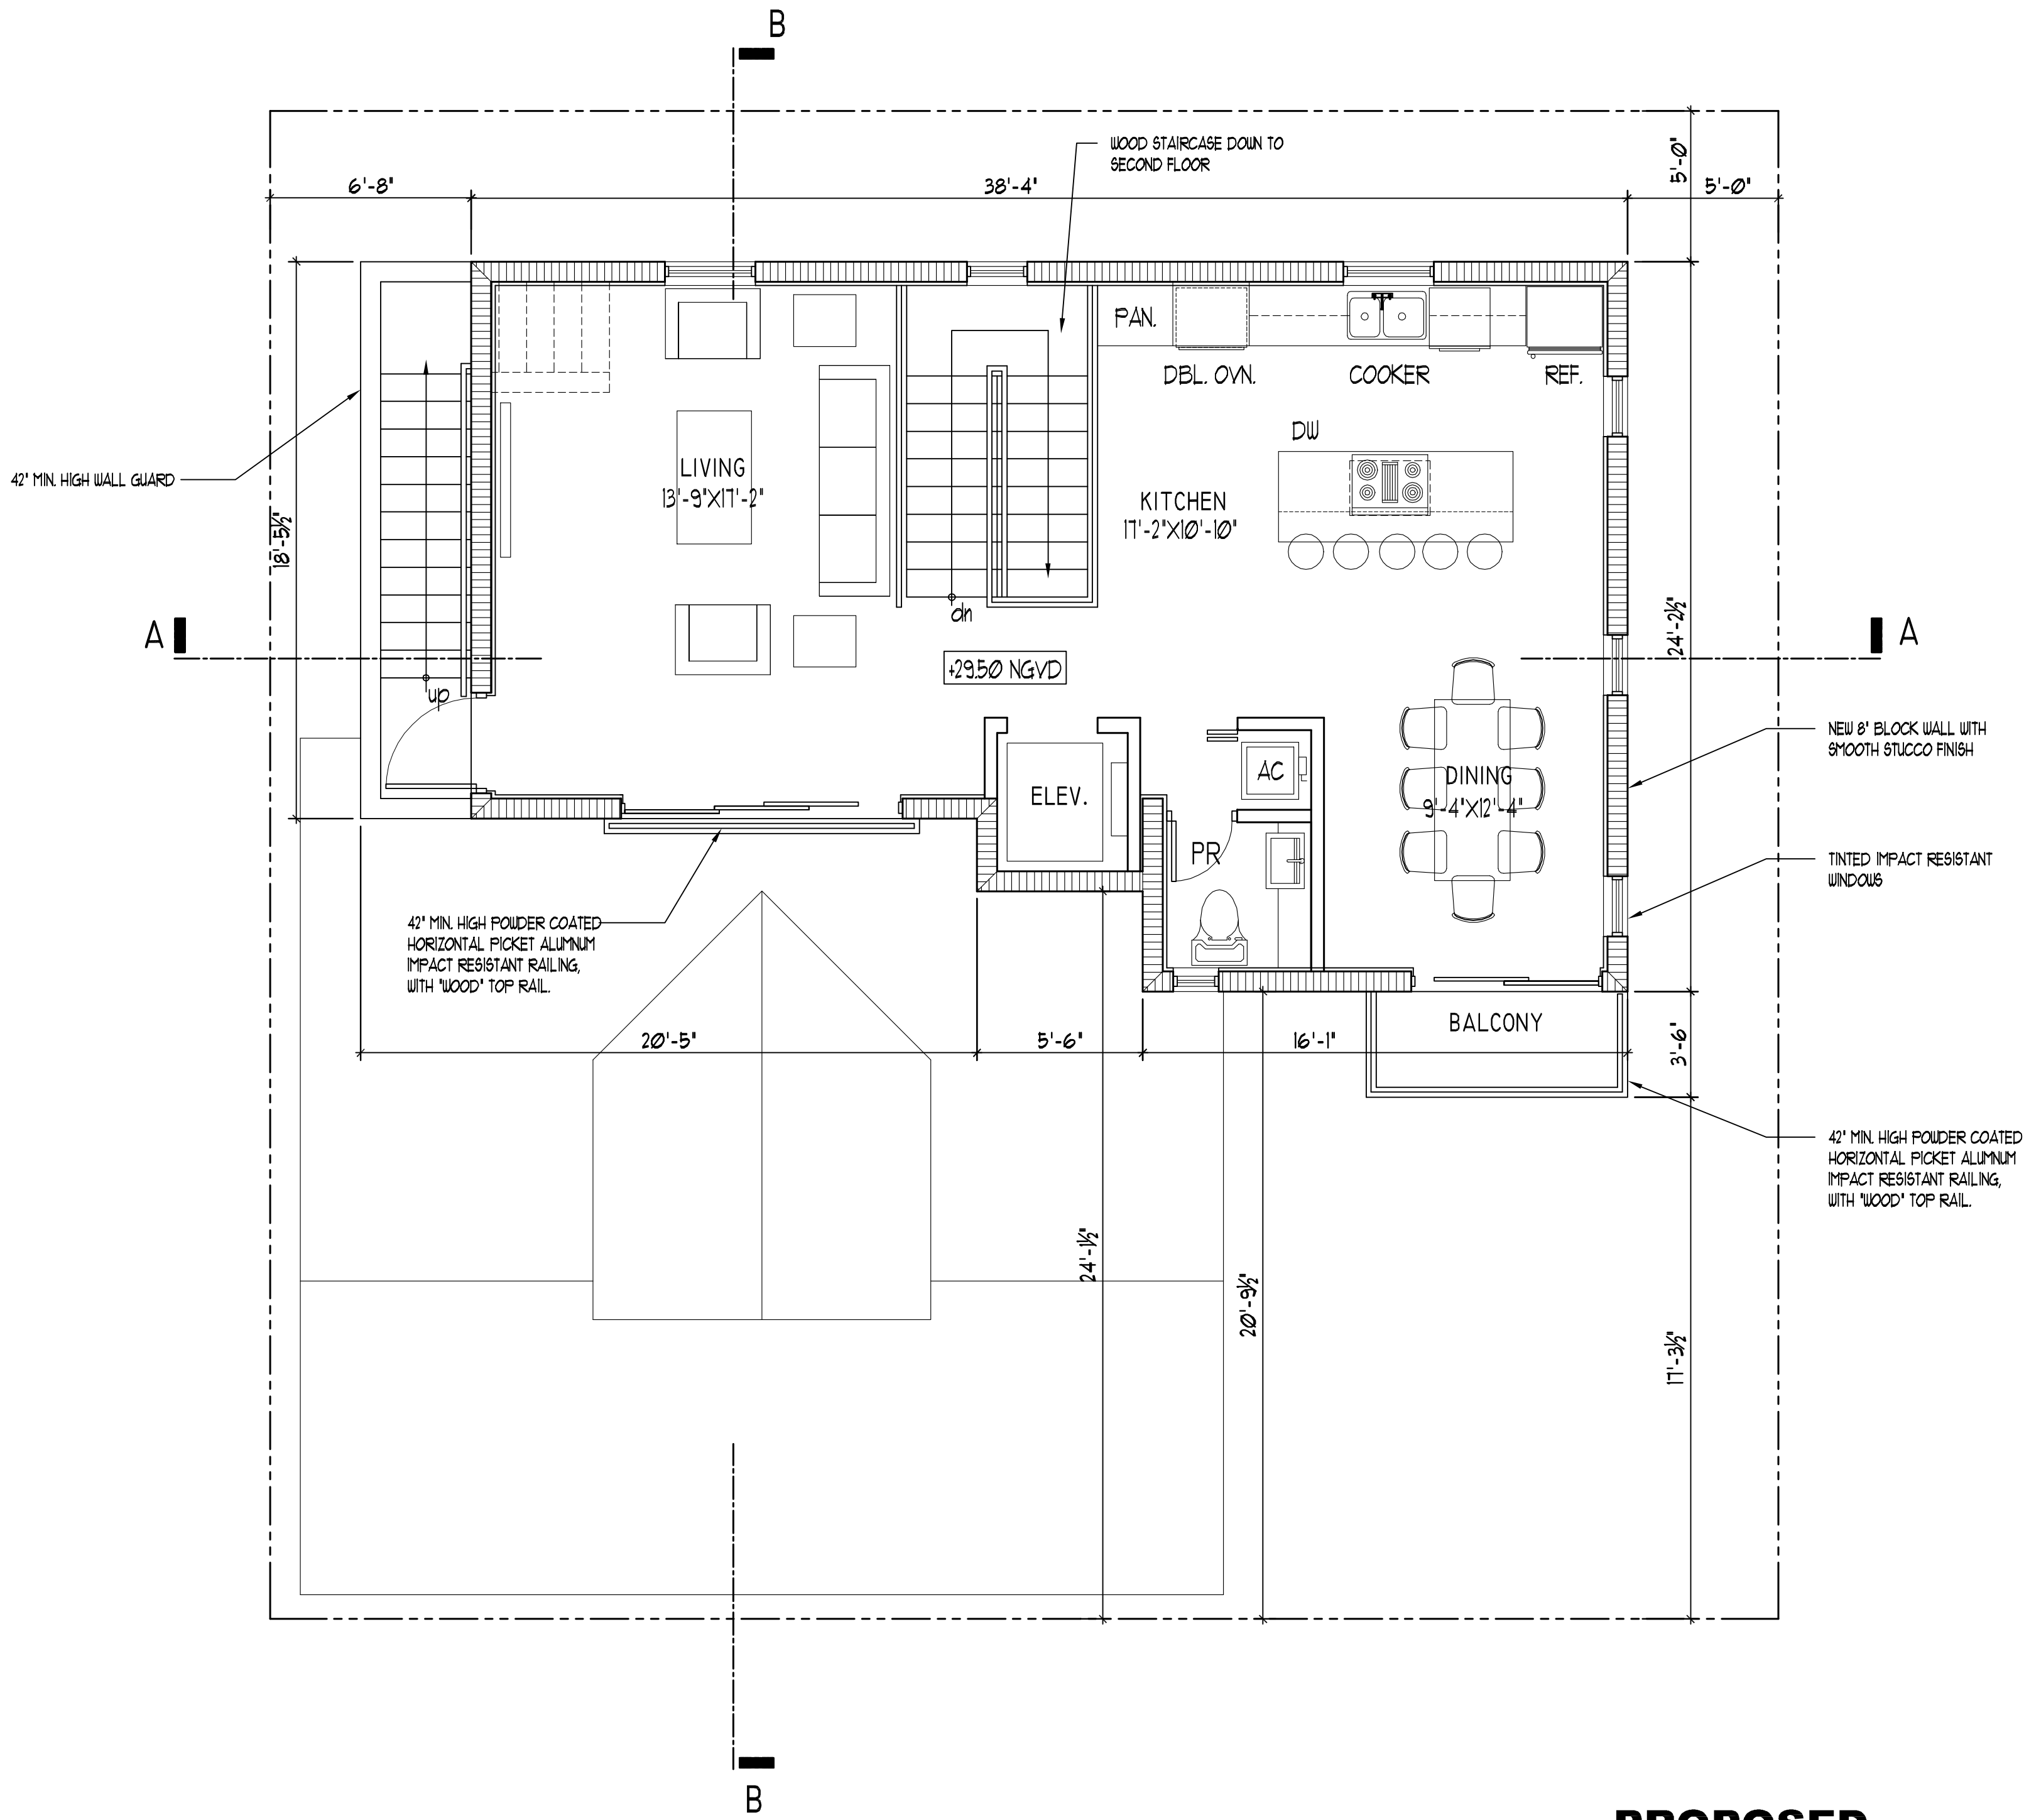 B
WOOD STAIRCASE DOWN TO
SECOND FLOOR
6'-8"
38'-4"
5'-0"
5'-0"
PAN.
DBL. OVN.
COOKER
REF.
DW
42" MIN. HIGH WALL GUARD
LIVING
13'-9"X17'-2"
KITCHEN
17'-2"X10'-10"
18'-5½"
24'-2½"
A
A
dn
up
+29.50 NGVD
NEW 8" BLOCK WALL WITH
SMOOTH STUCCO FINISH
AC
ELEV.
DINING
9'-4"X12'-4"
PR
TINTED IMPACT RESISTANT
WINDOWS
42" MIN. HIGH POWDER COATED
HORIZONTAL PICKET ALUMNUM
IMPACT RESISTANT RAILING,
WITH "WOOD" TOP RAIL.
BALCONY
20'-5"
5'-6"
16'-1"
3'-6"
42" MIN. HIGH POWDER COATED
HORIZONTAL PICKET ALUMNUM
IMPACT RESISTANT RAILING,
WITH "WOOD" TOP RAIL.
24'-1½"
20'-9½"
17'-3½"
B
PROPOSED